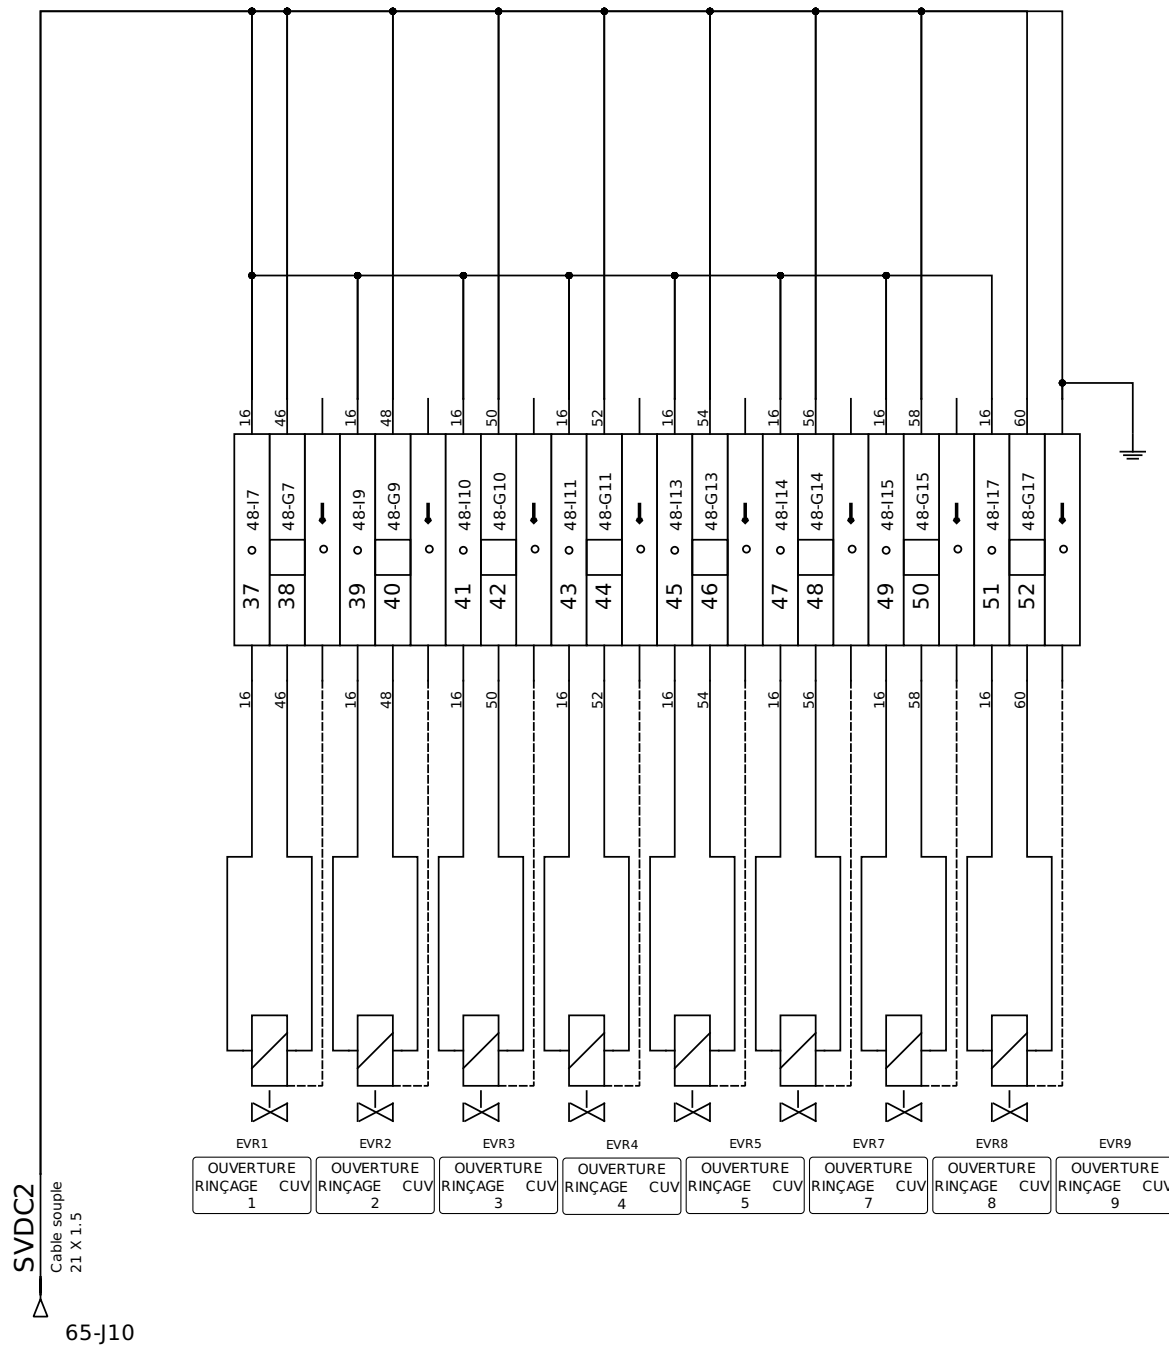 16 46 16 48 16 50 16 52 16 54 16 56 16 58 16 60
48-I7 48-G7 48-I9 48-G9 48-I10 48-G10 48-I11 48-G11 48-I13 48-G13 48-I14 48-G14 48-I15 48-G15 48-I17 48-G17
37 38 39 40 41 42 43 44 45 46 47 48 49 50 51 52
16 46 16 48 16 50 16 52 16 54 16 56 16 58 16 60
EVR1 EVR2 EVR3 EVR4 EVR5 EVR7 EVR8 EVR9
OUVERTURE OUVERTURE OUVERTURE OUVERTURE OUVERTURE OUVERTURE OUVERTURE OUVERTURE
RINÇAGE CUV RINÇAGE CUV RINÇAGE CUV RINÇAGE CUV RINÇAGE CUV RINÇAGE CUV RINÇAGE CUV RINÇAGE CUV
1 2 3 4 5 7 8 9
SVDC2
Cable souple
21 X 1.5
65-J10